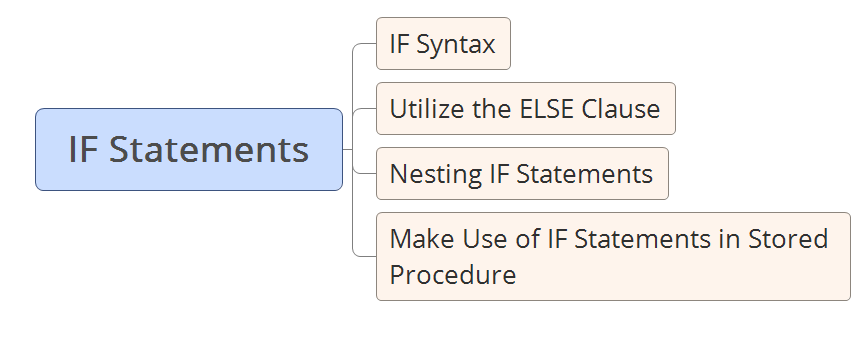 IF Statements
IF Syntax
Utilize the ELSE Clause
Nesting IF Statements
Make Use of IF Statements in Stored
Procedure